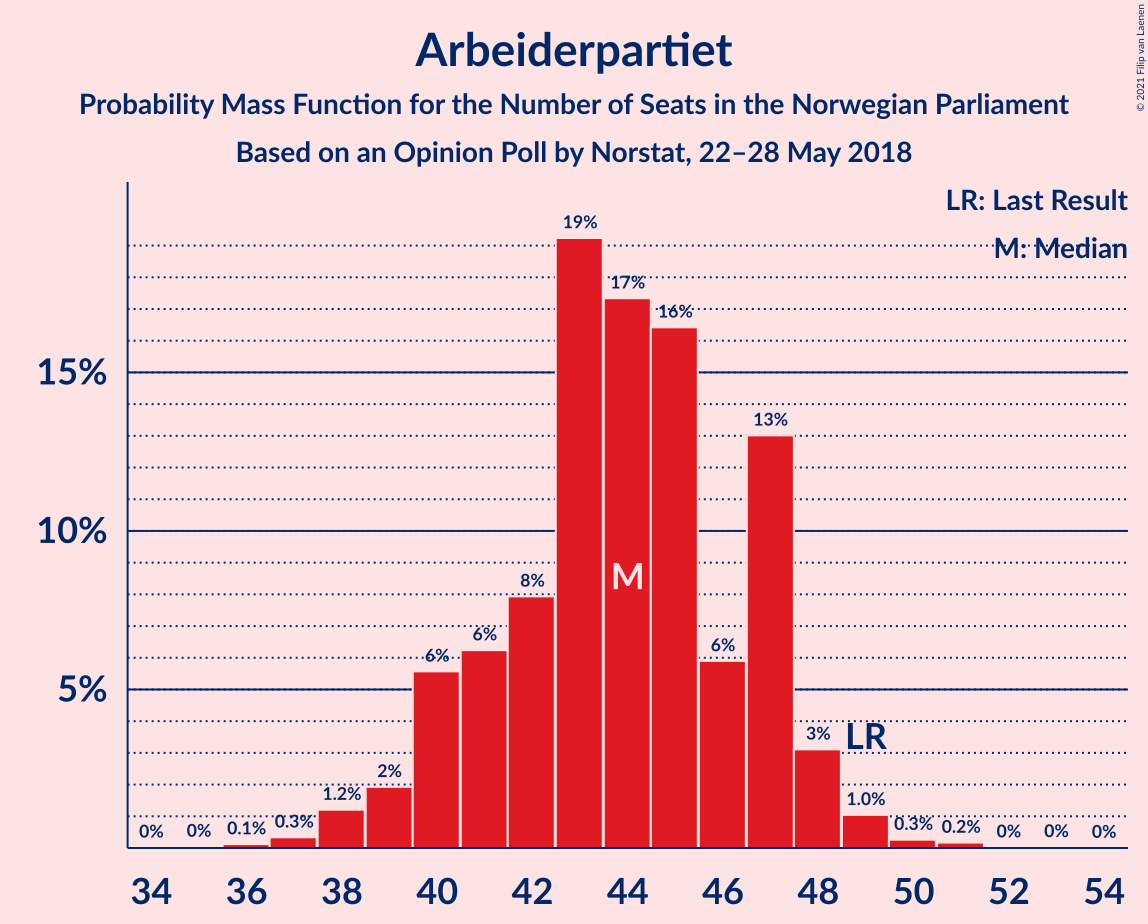 Arbeiderpartiet
Probability Mass Function for the Number of Seats in the Norwegian Parliament
Based on an Opinion Poll by Norstat, 22–28 May 2018
© 2021 Filip van Laenen
LR: Last Result
M: Median
15%
10%
5%
0%
0%
0.1%
0.3%
1.2%
2%
6%
6%
8%
19%
17%
16%
6%
13%
3%
1.0%
0.3%
0.2%
0%
0%
0%
M
LR
34 36 38 40 42 44 46 48 50 52 54